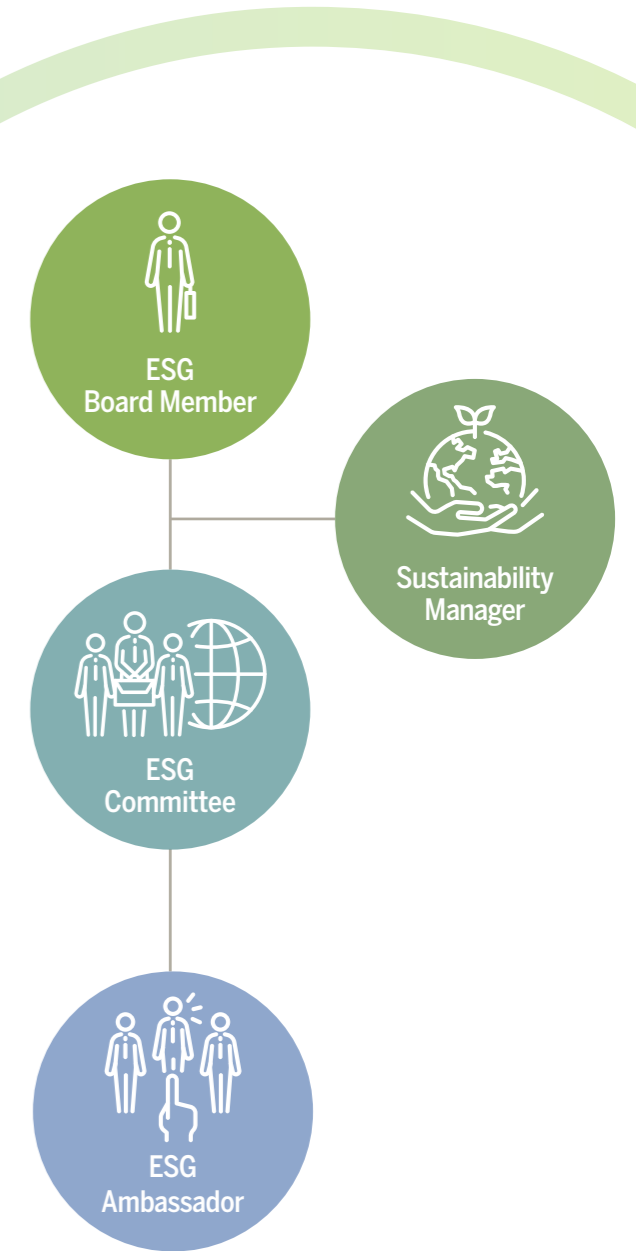 ESG
Board Member
Sustainability
Manager
ESG
Committee
ESG
Ambassador